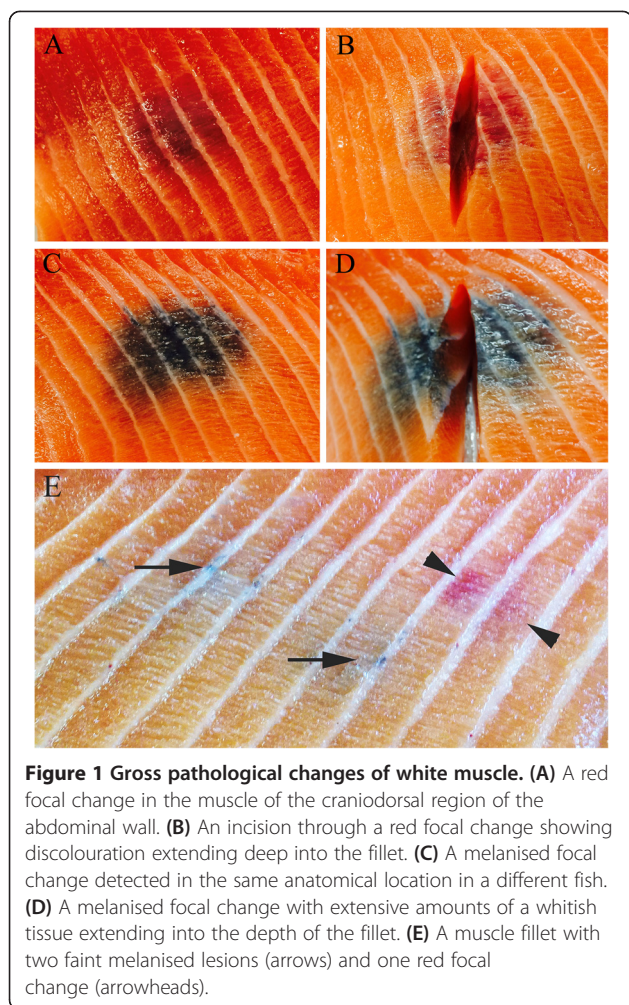 A
B
C
D
E
Figure 1 Gross pathological changes of white muscle. (A) A red
focal change in the muscle of the craniodorsal region of the
abdominal wall. (B) An incision through a red focal change showing
discolouration extending deep into the fillet. (C) A melanised focal
change detected in the same anatomical location in a different fish.
(D) A melanised focal change with extensive amounts of a whitish
tissue extending into the depth of the fillet. (E) A muscle fillet with
two faint melanised lesions (arrows) and one red focal
change (arrowheads).